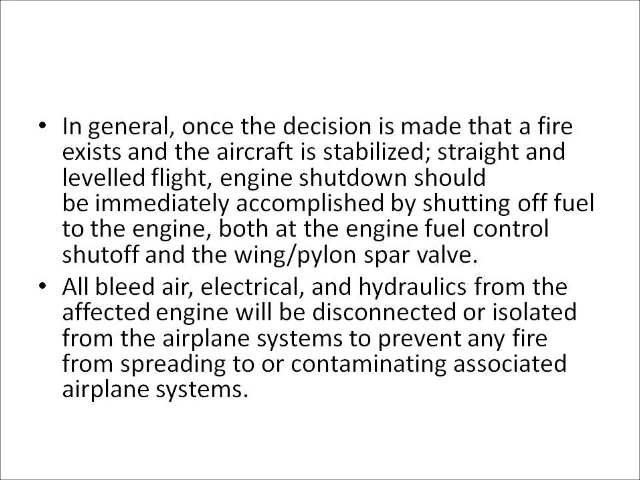 • In general, once the decision is made that a fire
exists and the aircraft is stabilized; straight and
levelled flight, engine shutdown should
be immediately accomplished by shutting off fuel
to the engine, both at the engine fuel control
shutoff and the wing/pylon spar valve.
• All bleed air, electrical, and hydraulics from the
affected engine will be disconnected or isolated
from the airplane systems to prevent any fire
from spreading to or contaminating associated
airplane systems.